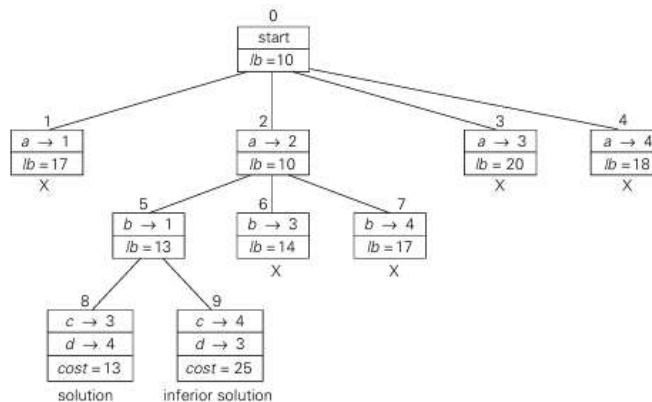 0
start
lb = 10
1
2
3
4
a → 1
a → 2
a → 3
a → 4
lb = 17
lb = 10
lb = 20
lb = 18
X
X
X
5
6
7
b → 1
b → 3
b → 4
lb = 13
lb = 14
lb = 17
X
X
8
9
c → 3
c → 4
d → 4
d → 3
cost = 13
cost = 25
solution
inferior solution